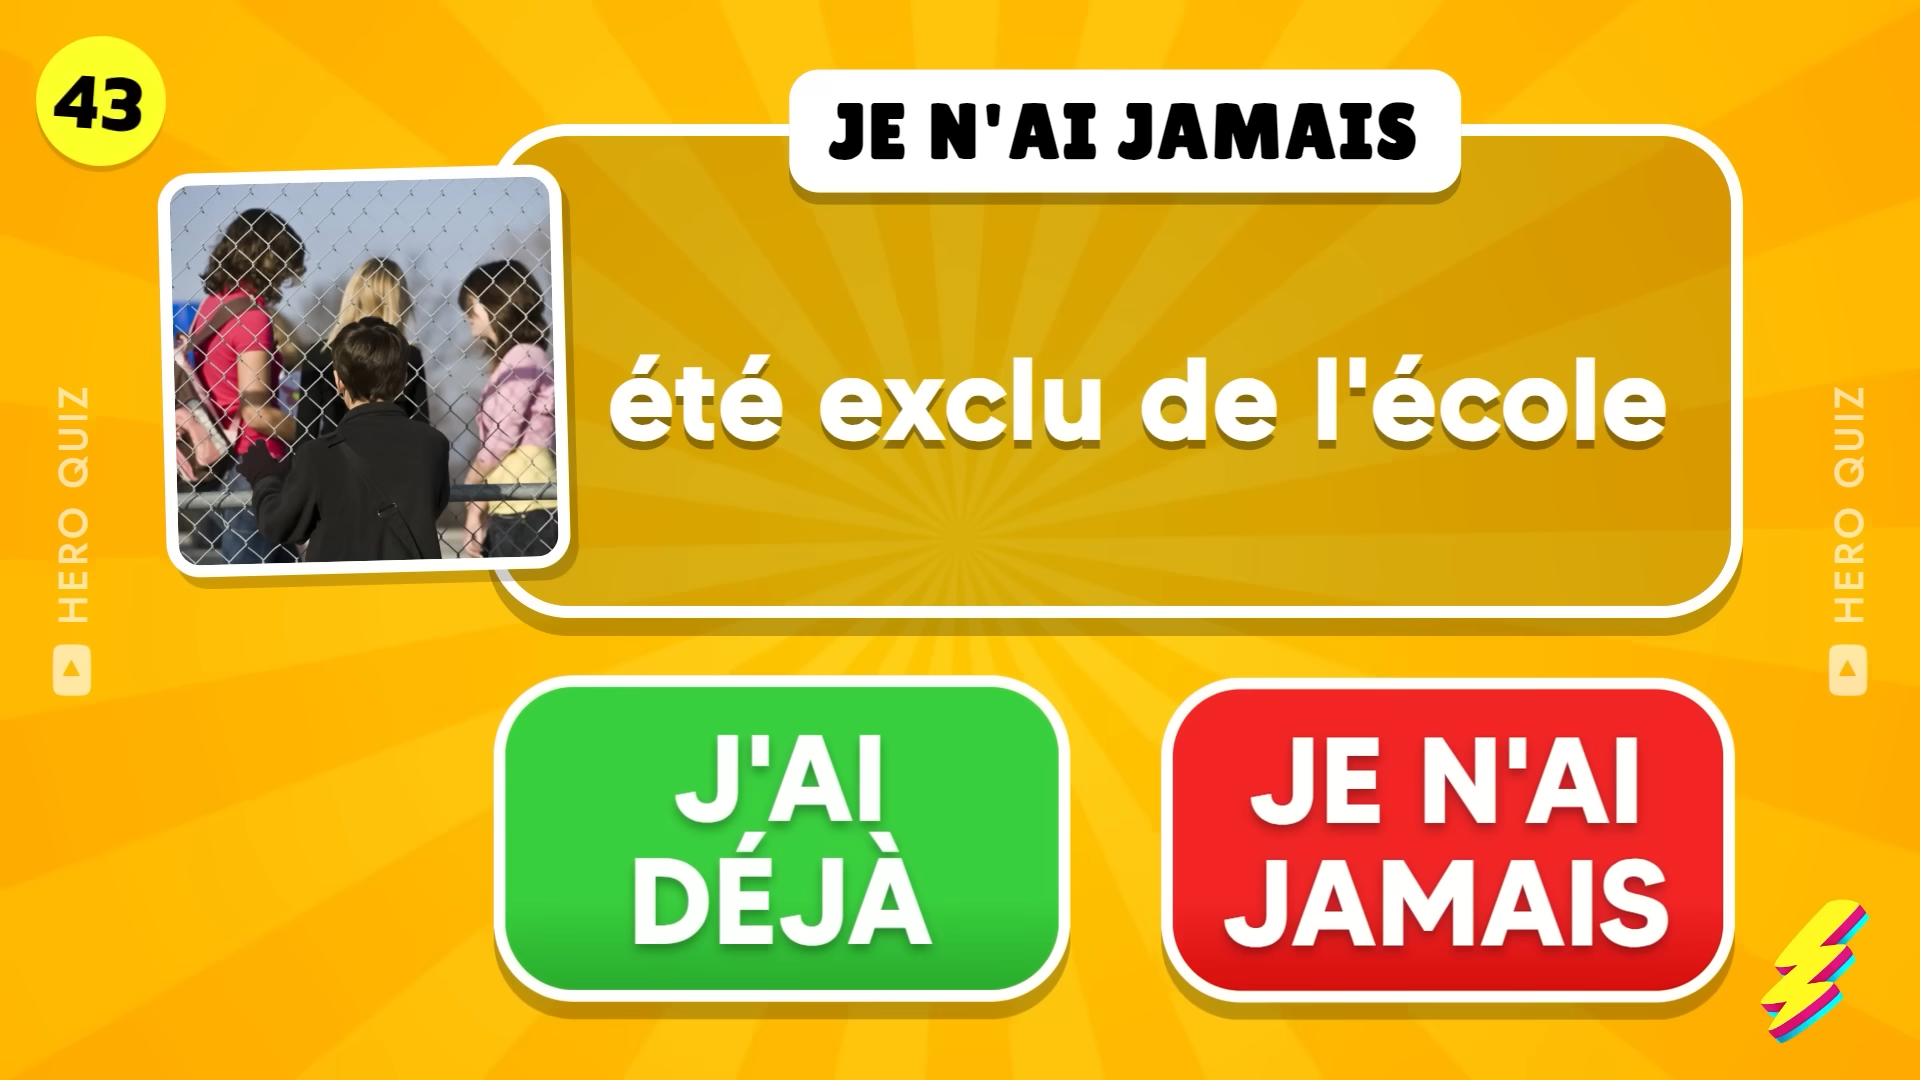 43
JE N'AI JAMAIS
été exclu de l'école
HERO QUIZ
HERO QUIZ
J'AI
DÉJÀ
JE N'AI
JAMAIS